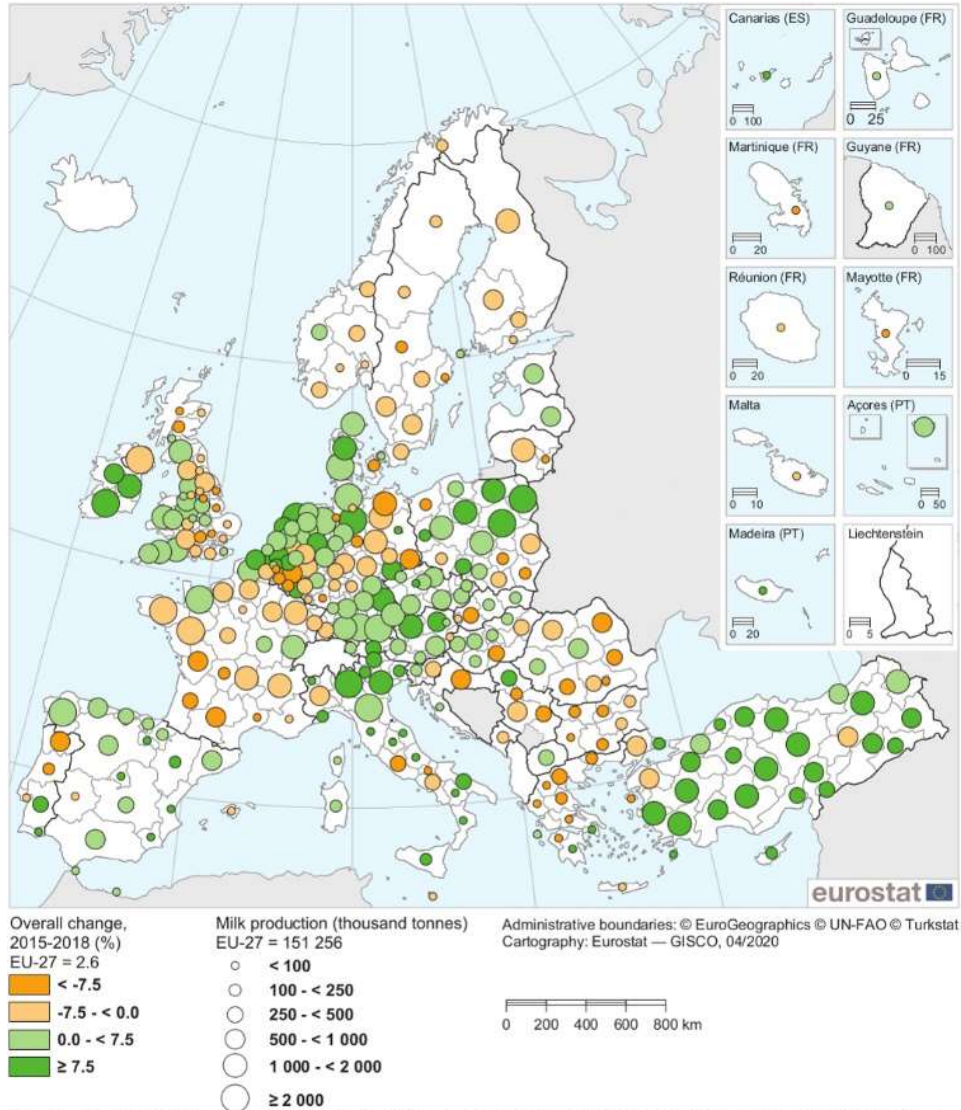 Canarias (ES)
0 100
Guadeloupe (FR)
0 25
Martinique (FR)
0 20
Guyane (FR)
0 100
Réunion (FR)
0 20
Mayotte (FR)
0 15
Malta
0 10
Açores (PT)
0 50
Madeira (PT)
0 20
Liechtenstein
0 5
eurostat
Overall change,
2015-2018 (%)
EU-27 = 2.6
< -7.5
-7.5 - < 0.0
0.0 - < 7.5
≥ 7.5
Milk production (thousand tonnes)
EU-27 = 151 256
< 100
100 - < 250
250 - < 500
500 - < 1 000
1 000 - < 2 000
≥ 2 000
Administrative boundaries: © EuroGeographics © UN-FAO © Turkstat
Cartography: Eurostat — GISCO, 04/2020
0 200 400 600 800 km